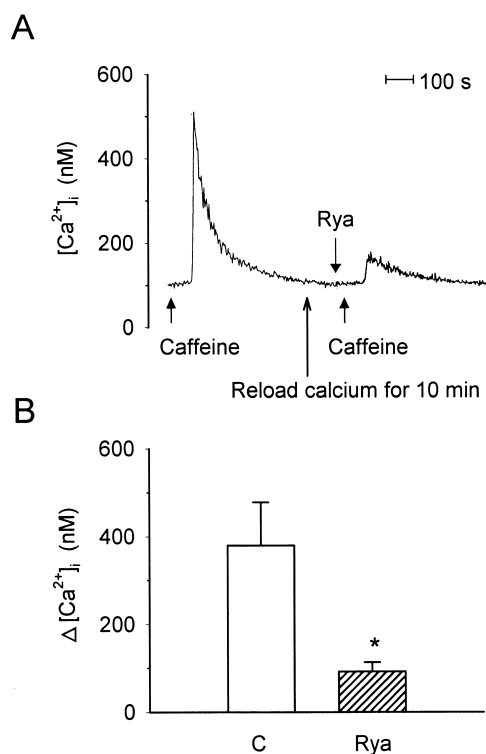 A
600
100 s
400
[Ca²⁺]ᵢ (nM)
Rya
200
0
Caffeine
Caffeine
Reload calcium for 10 min
B
600
400
Δ [Ca²⁺]ᵢ (nM)
*
200
0
C
Rya